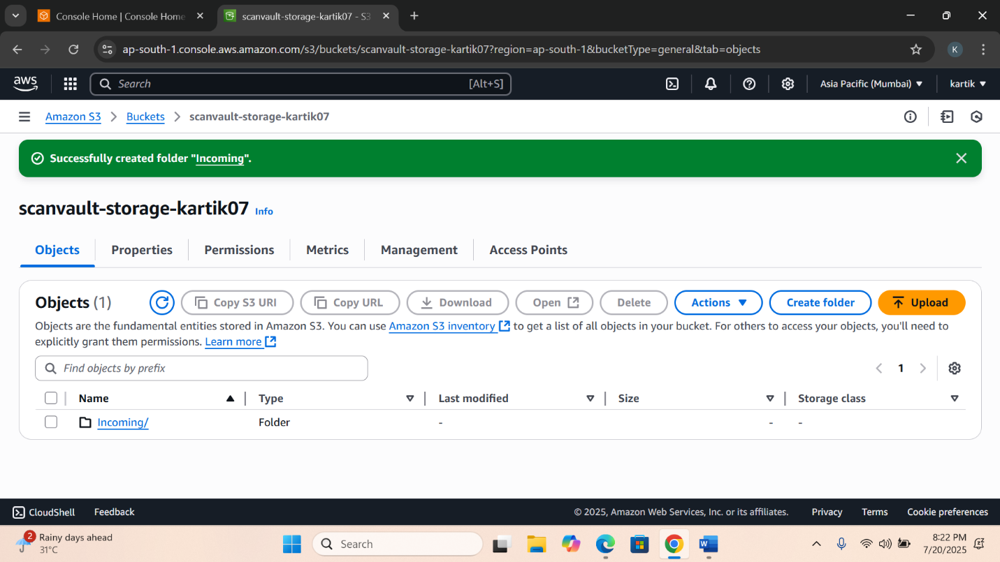 Console Home | Console Home
scanvault-storage-kartik07 - S3
ap-south-1.console.aws.amazon.com/s3/buckets/scanvault-storage-kartik07?region=ap-south-1&bucketType=general&tab=objects
K
aws
Search
[Alt+S]
Asia Pacific (Mumbai)
kartik
Amazon S3 > Buckets > scanvault-storage-kartik07
Successfully created folder "Incoming".
scanvault-storage-kartik07 Info
Objects
Properties
Permissions
Metrics
Management
Access Points
Objects (1)
Copy S3 URI
Copy URL
Download
Open
Delete
Actions
Create folder
Upload
Objects are the fundamental entities stored in Amazon S3. You can use Amazon S3 inventory to get a list of all objects in your bucket. For others to access your objects, you'll need to
explicitly grant them permissions. Learn more
Find objects by prefix
1
Name
Type
Last modified
Size
Storage class
Incoming/
Folder
-
-
-
CloudShell
Feedback
© 2025, Amazon Web Services, Inc. or its affiliates.
Privacy
Terms
Cookie preferences
2
Rainy days ahead
31°C
Search
W
8:22 PM
7/20/2025